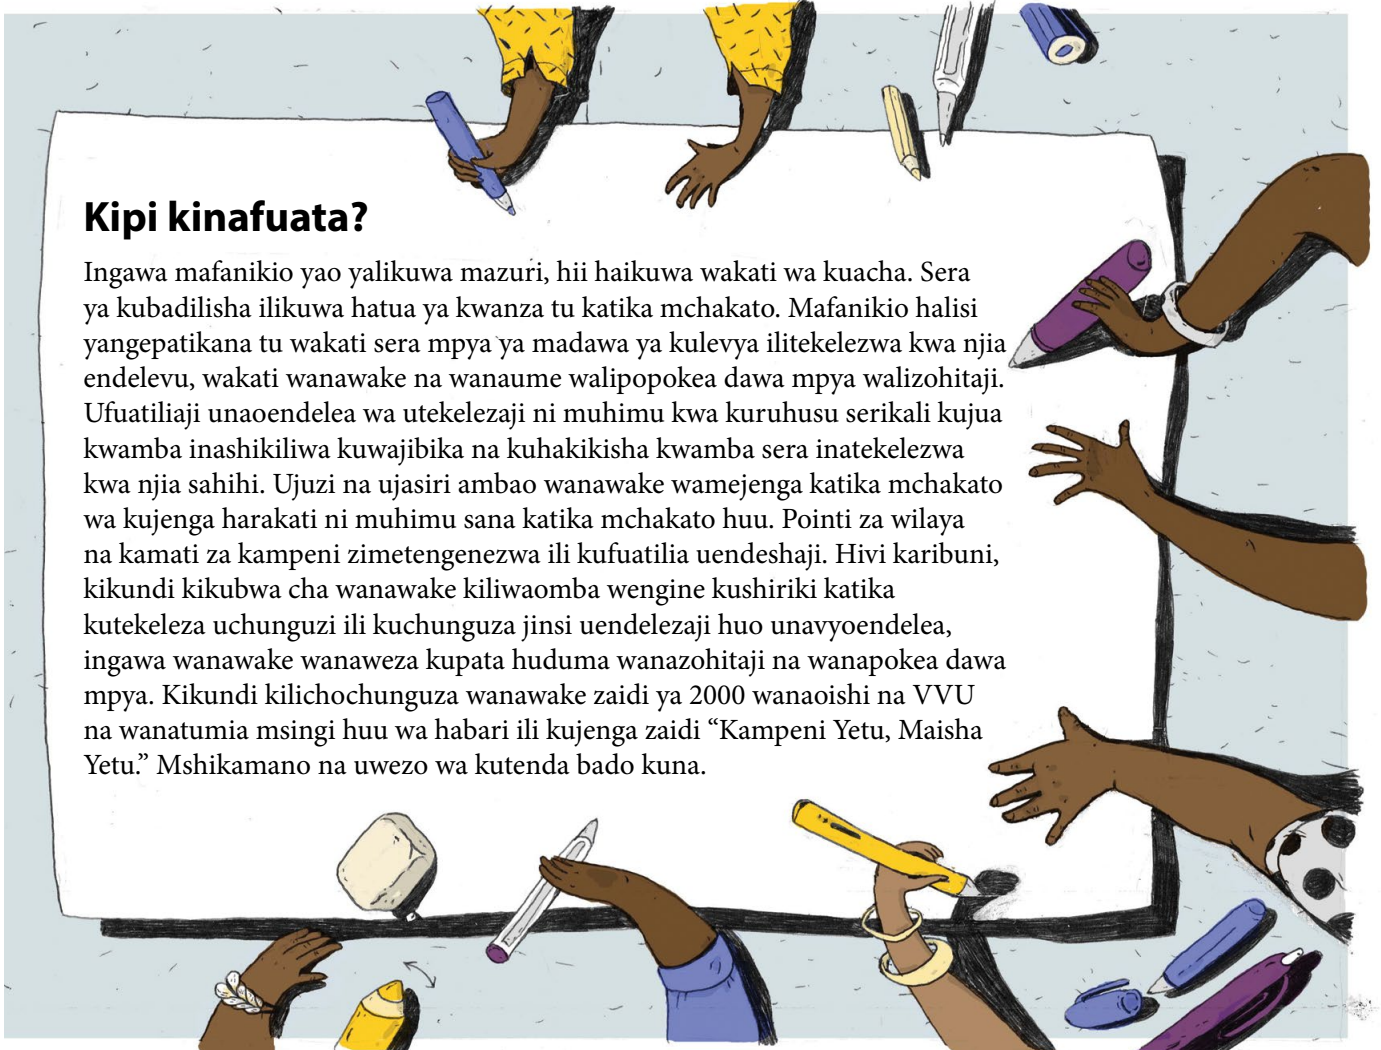 Kipi kinafuata?
Ingawa mafanikio yao yalikuwa mazuri, hii haikuwa wakati wa kuacha. Sera
ya kubadilisha ilikuwa hatua ya kwanza tu katika mchakato. Mafanikio halisi
yangepatikana tu wakati sera mpya ya madawa ya kulevya ilitekelezwa kwa njia
endelevu, wakati wanawake na wanaume walipopokea dawa mpya walizohitaji.
Ufuatiliaji unaoendelea wa utekelezaji ni muhimu kwa kuruhusu serikali kujua
kwamba inashikiliwa kuwajibika na kuhakikisha kwamba sera inatekelezwa
kwa njia sahihi. Ujuzi na ujasiri ambao wanawake wamejenga katika mchakato
wa kujenga harakati ni muhimu sana katika mchakato huu. Pointi za wilaya
na kamati za kampeni zimetengenezwa ili kufuatilia uendeshaji. Hivi karibuni,
kikundi kikubwa cha wanawake kiliwaomba wengine kushiriki katika
kutekeleza uchunguzi ili kuchunguza jinsi uendelezaji huo unavyoendelea,
ingawa wanawake wanaweza kupata huduma wanazohitaji na wanapokea dawa
mpya. Kikundi kilichochunguza wanawake zaidi ya 2000 wanaoishi na VVU
na wanatumia msingi huu wa habari ili kujenga zaidi “Kampeni Yetu, Maisha
Yetu.” Mshikamano na uwezo wa kutenda bado kuna.